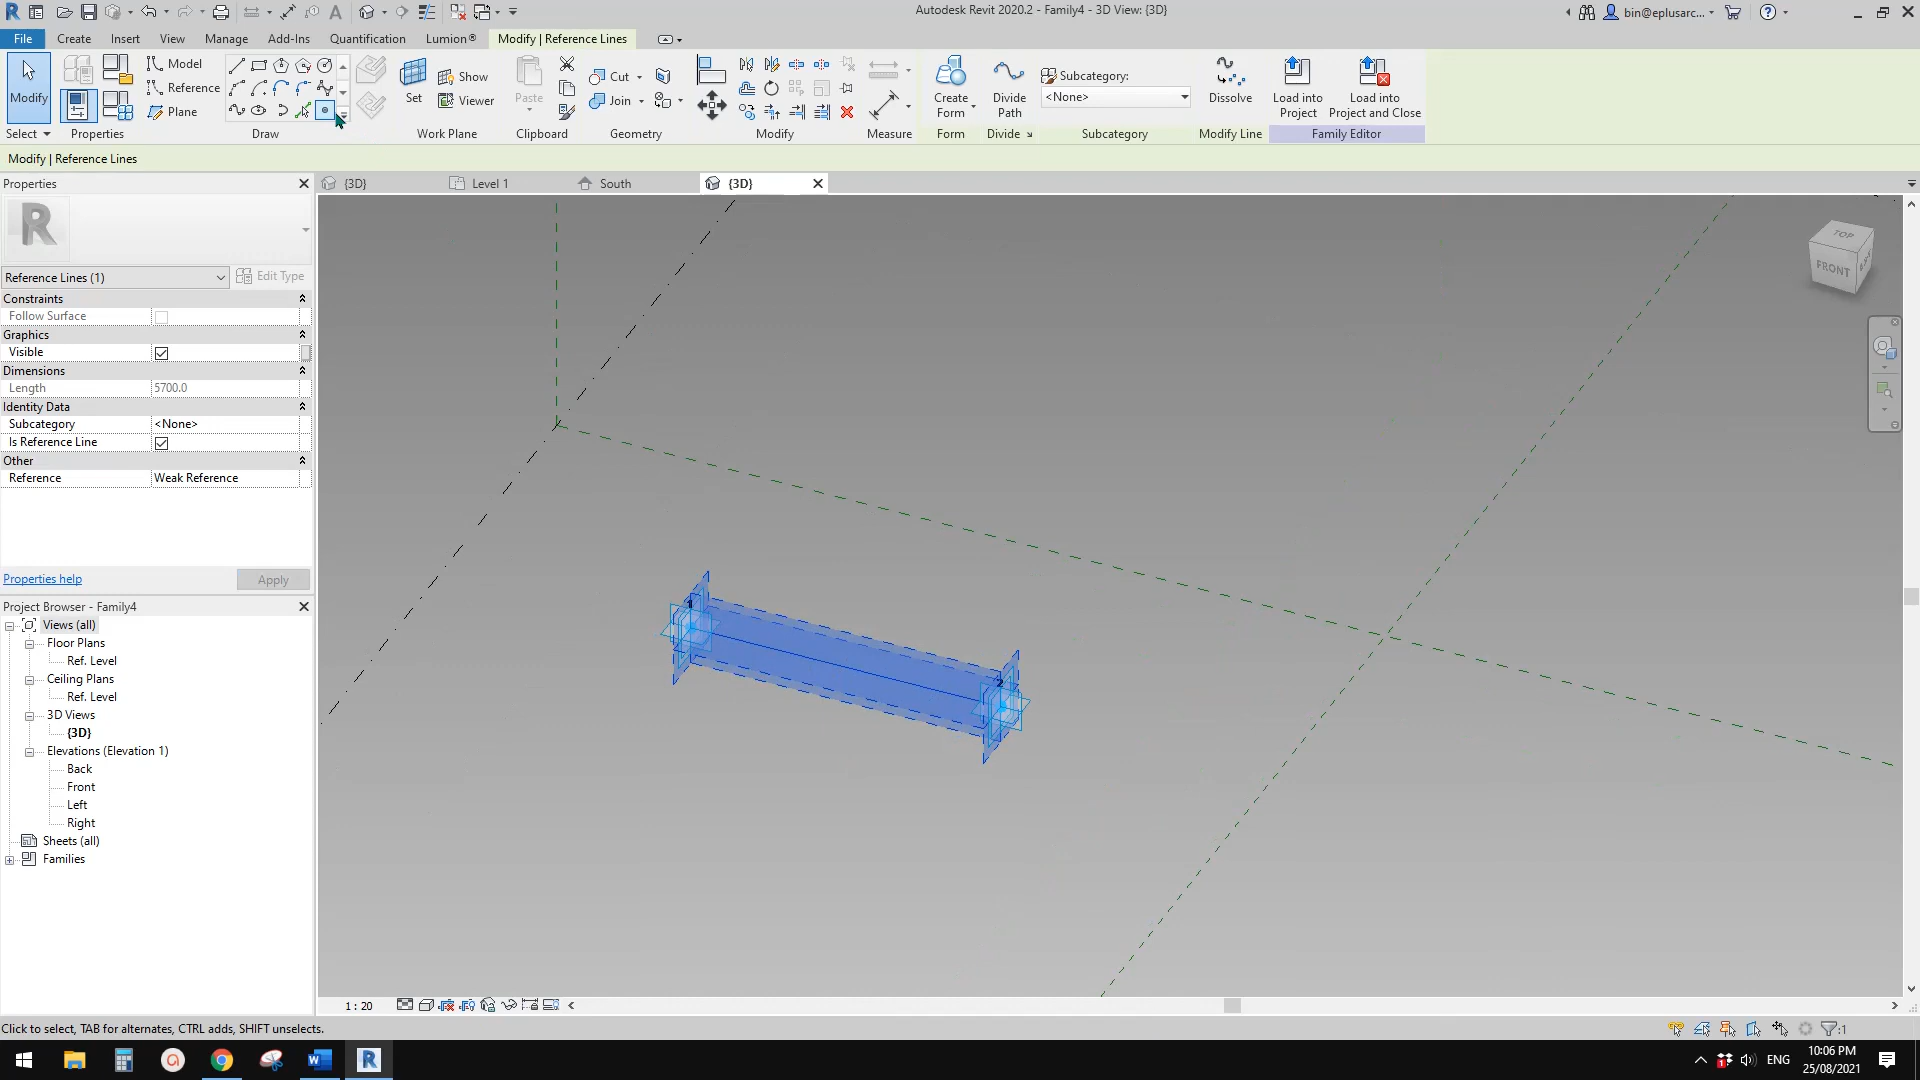 Autodesk Revit 2020.2 - Family4 - 3D View: {3D}
bin@eplusarc...
File Create Insert View Manage Add-Ins Quantification Lumion® Modify | Reference Lines
Modify
Select
Properties
Model
Reference
Plane
Draw
Set
Show
Viewer
Work Plane
Paste
Clipboard
Cut
Join
Geometry
Modify
Measure
Create Form
Form
Divide Path
Divide
Subcategory:
<None>
Subcategory
Dissolve
Modify Line
Load into Project
Load into Project and Close
Family Editor
Modify | Reference Lines
Properties
{3D} Level 1 South {3D}
R
Reference Lines (1) Edit Type
Constraints
Follow Surface
Graphics
Visible
Dimensions
Length 5700.0
Identity Data
Subcategory <None>
Is Reference Line
Other
Reference Weak Reference
Properties help Apply
Project Browser - Family4
Views (all)
Floor Plans
Ref. Level
Ceiling Plans
Ref. Level
3D Views
{3D}
Elevations (Elevation 1)
Back
Front
Left
Right
Sheets (all)
Families
TOP
FRONT
1
2
1 : 20
Click to select, TAB for alternates, CTRL adds, SHIFT unselects.
:1
ENG
10:06 PM
25/08/2021